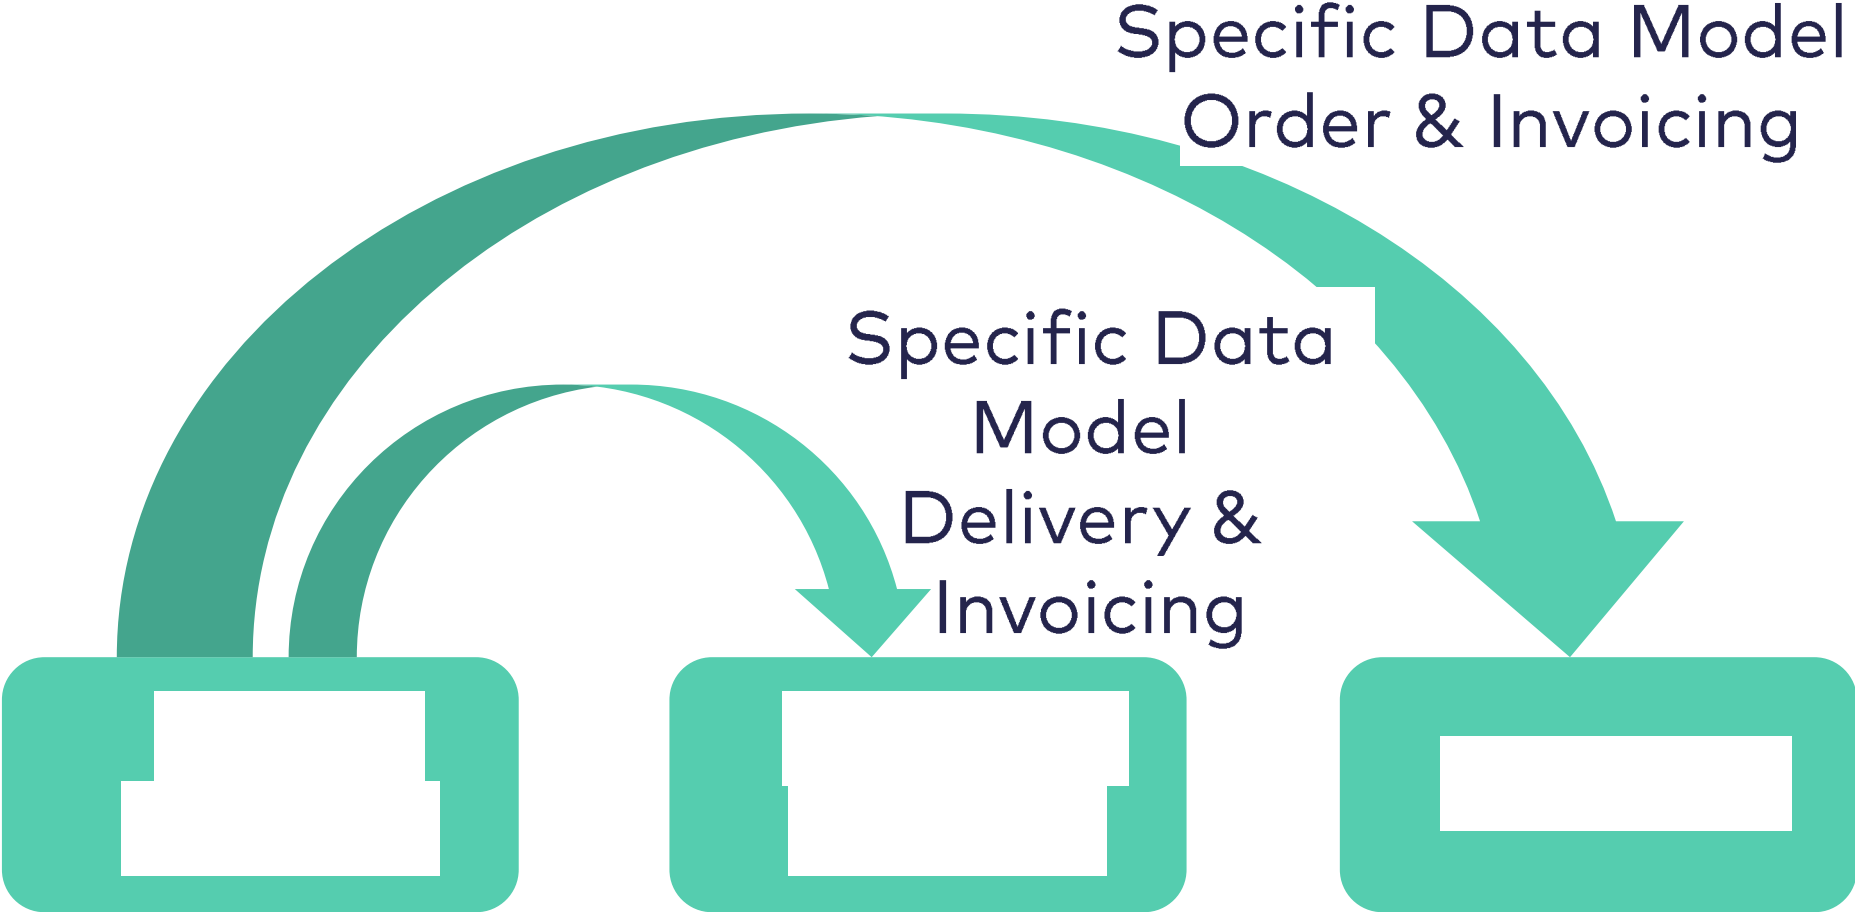 Specific Data Model
Order & Invoicing
Specific Data
Model
Delivery &
Invoicing